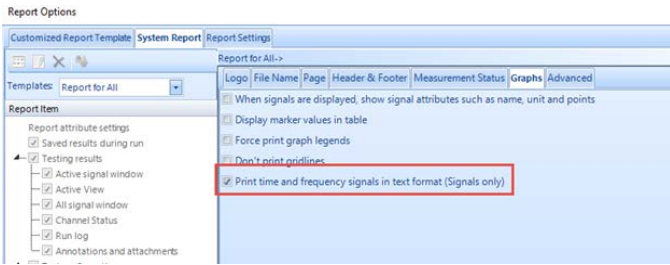 Report Options
Customized Report Template System Report Report Settings
Report for All->
Templates: Report for All
Logo File Name Page Header & Footer Measurement Status Graphs Advanced
Report Item
When signals are displayed, show signal attributes such as name, unit and points
Display marker values in table
Force print graph legends
Don't print gridlines
Print time and frequency signals in text format (Signals only)
Report attribute settings
Saved results during run
Testing results
Active signal window
Active View
All signal window
Channel Status
Run log
Annotations and attachments